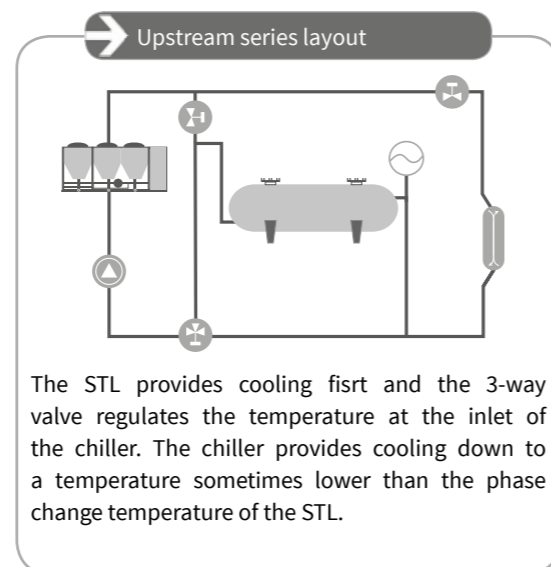 Upstream series layout
The STL provides cooling fisrt and the 3-way
valve regulates the temperature at the inlet of
the chiller. The chiller provides cooling down to
a temperature sometimes lower than the phase
change temperature of the STL.